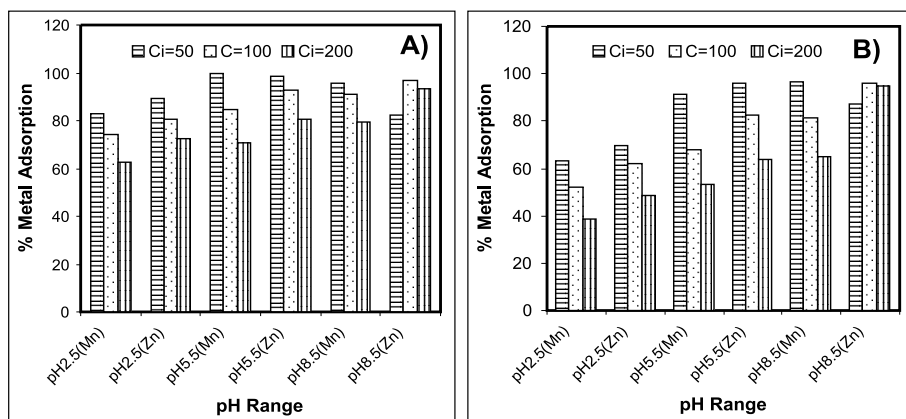 120
100
80
60
40
20
0
% Metal Adsorption
Ci=50 C=100 Ci=200
A)
pH2.5(Mn)
pH2.5(Zn)
pH5.5(Mn)
pH5.5(Zn)
pH8.5(Mn)
pH8.5(Zn)
pH Range
120
100
80
60
40
20
0
% Metal Adsorption
Ci=50 C=100 Ci=200
B)
pH2.5(Mn)
pH2.5(Zn)
pH5.5(Mn)
pH5.5(Zn)
pH8.5(Mn)
pH8.5(Zn)
pH Range